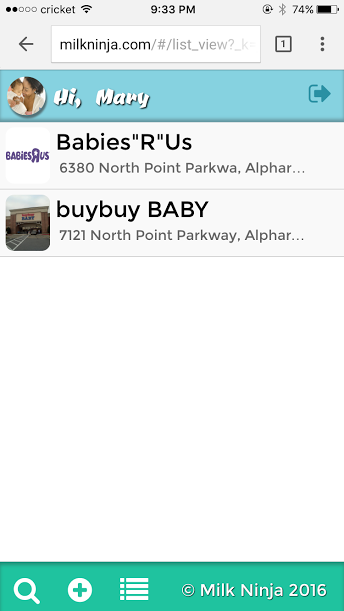 cricket 9:33 PM 74%
milkninja.com/#/list_view?_k= 1
Hi, Mary
BABIES"R"US Babies"R"Us
6380 North Point Parkwa, Alphar...
buybuy BABY
7121 North Point Parkway, Alphar...
© Milk Ninja 2016